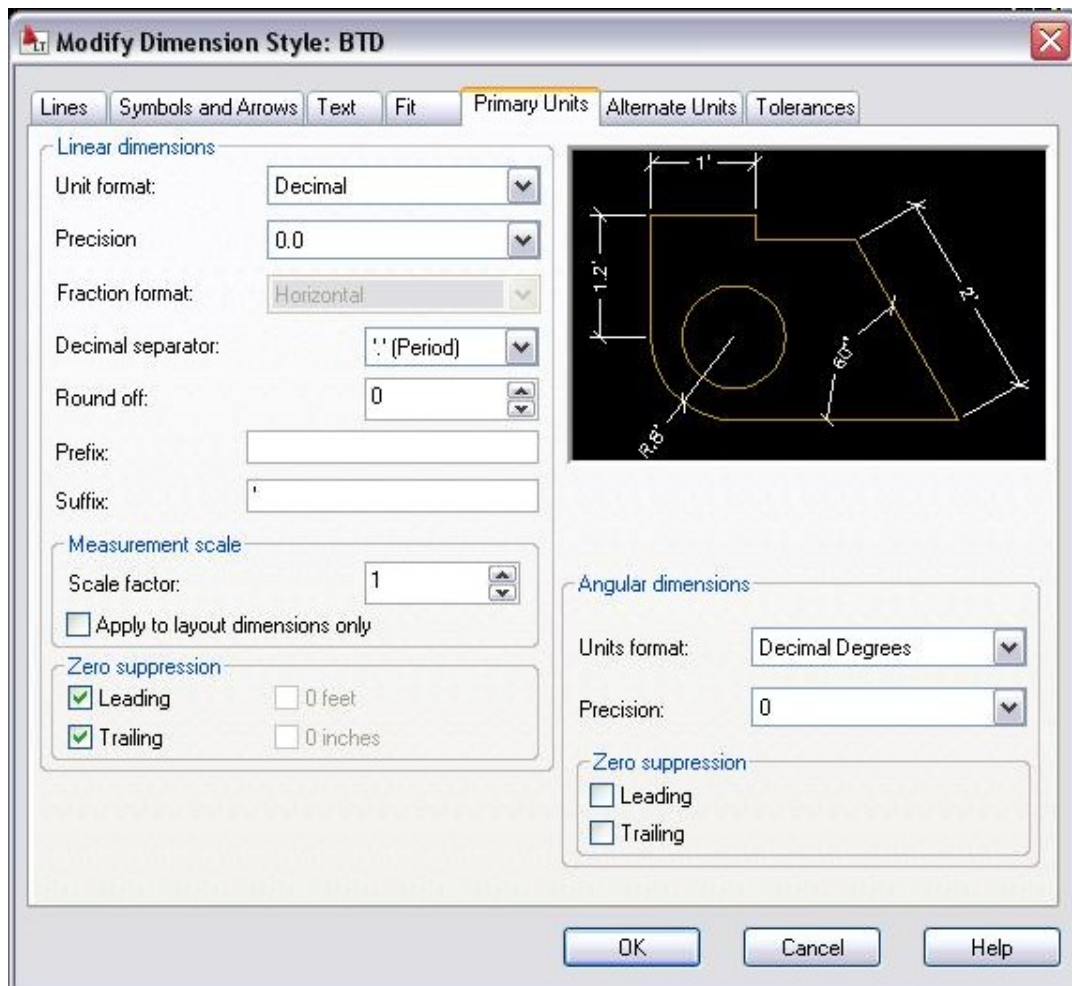 LT Modify Dimension Style: BTD
Lines Symbols and Arrows Text Fit Primary Units Alternate Units Tolerances
Linear dimensions
Unit format: Decimal
Precision 0.0
Fraction format: Horizontal
Decimal separator: '.' (Period)
Round off: 0
Prefix:
Suffix: '
Measurement scale
Scale factor: 1
Apply to layout dimensions only
Zero suppression
Leading 0 feet
Trailing 0 inches
1'
1.2'
2'
60°
R.8'
Angular dimensions
Units format: Decimal Degrees
Precision: 0
Zero suppression
Leading
Trailing
OK Cancel Help